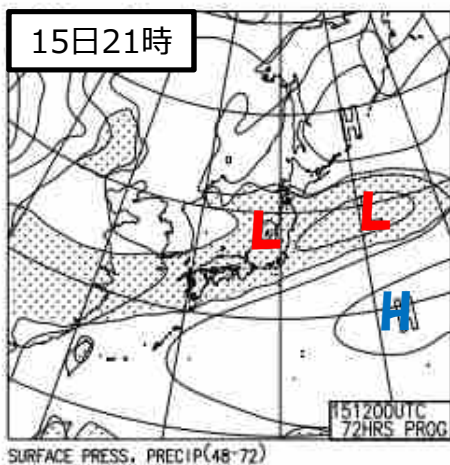 15日21時
H
L
L
H
151200UTC
72HRS PROG
SURFACE PRESS. PRECIP(48-72)